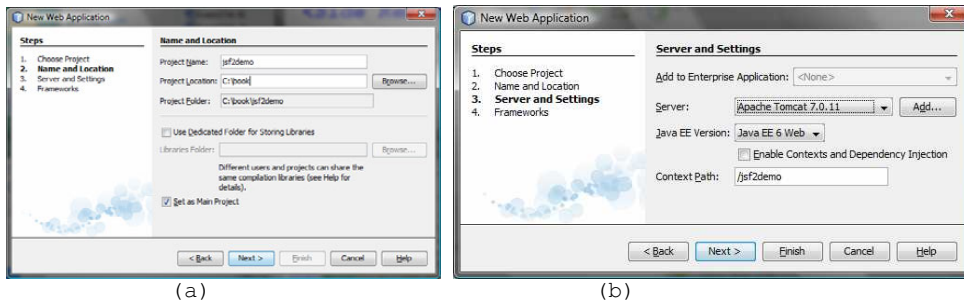 New Web Application
Steps
1. Choose Project
2. Name and Location
3. Server and Settings
4. Frameworks
Name and Location
Project Name: jsf2demo
Project Location: C:\book
Browse...
Project Folder: C:\book\jsf2demo
Use Dedicated Folder for Storing Libraries
Libraries Folder:
Browse...
Different users and projects can share the
same compilation libraries (see Help for
details).
Set as Main Project
< Back Next > Finish Cancel Help
(a)
New Web Application
Steps
1. Choose Project
2. Name and Location
3. Server and Settings
4. Frameworks
Server and Settings
Add to Enterprise Application: <None>
Server: Apache Tomcat 7.0.11 Add...
Java EE Version: Java EE 6 Web
Enable Contexts and Dependency Injection
Context Path: /jsf2demo
< Back Next > Finish Cancel Help
(b)